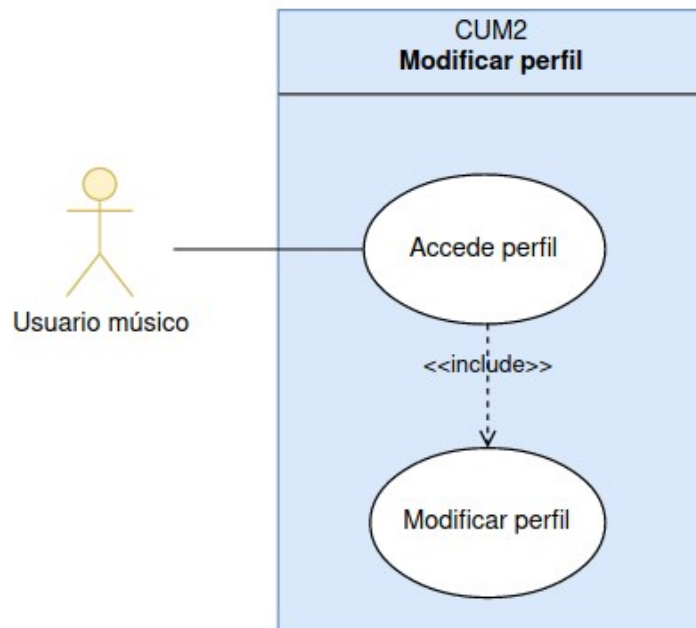 CUM2
Modificar perfil
Accede perfil
Usuario músico
<<include>>
Modificar perfil